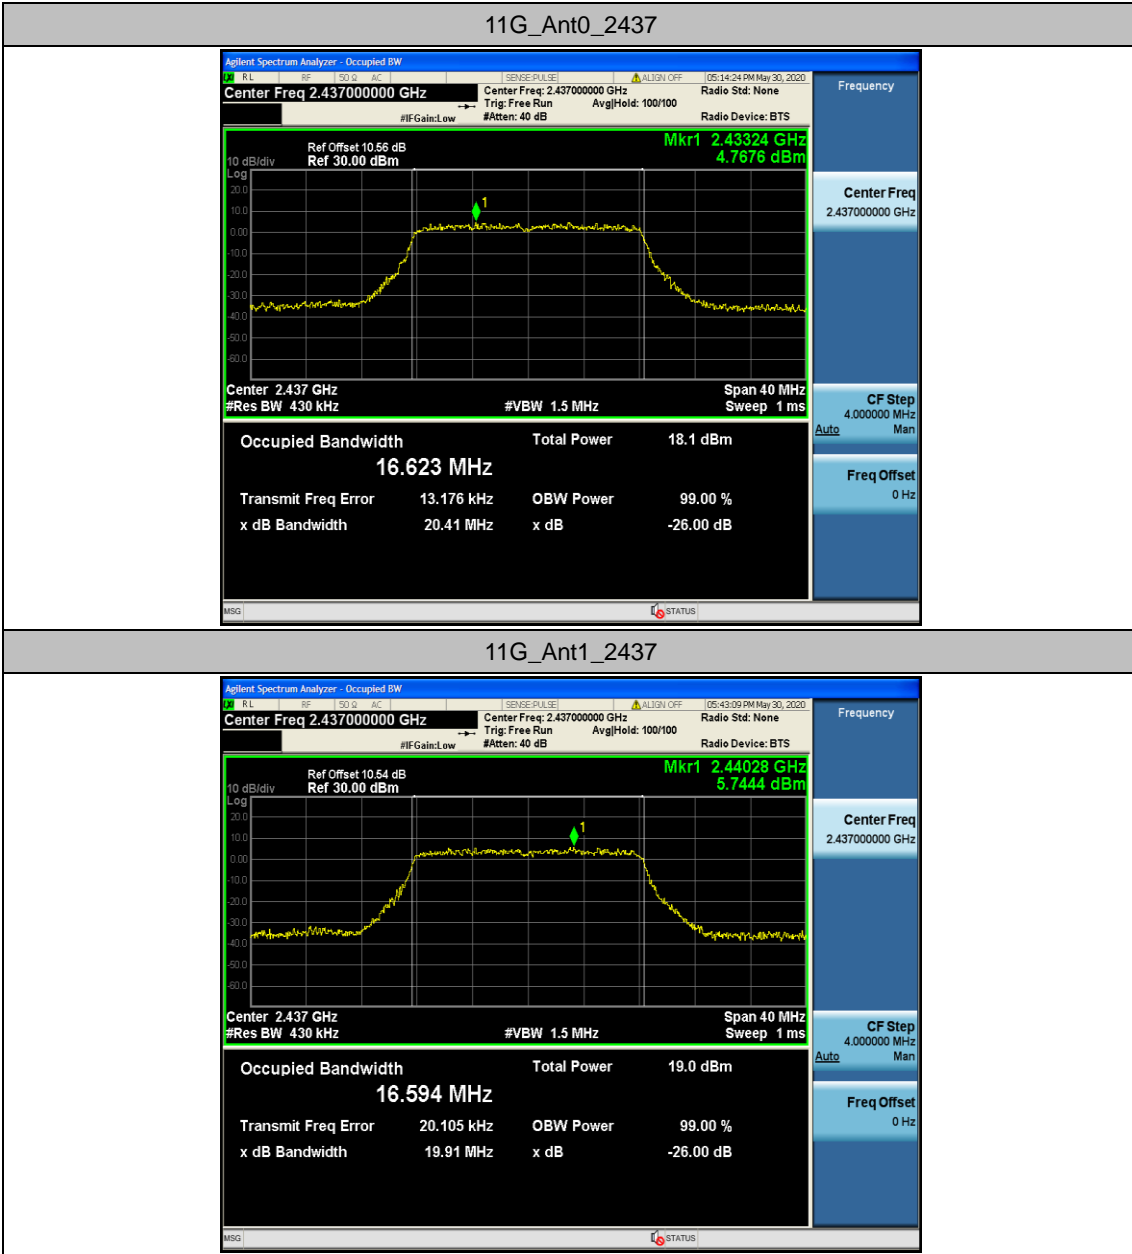 11G_Ant0_2437
Agilent Spectrum Analyzer - Occupied BW
LXI RL RF 50 Ω AC SENSE:PULSE ALIGN OFF 05:14:24 PM May 30, 2020
Center Freq 2.437000000 GHz
Center Freq: 2.437000000 GHz Radio Std: None
Trig: Free Run Avg|Hold: 100/100
#IFGain:Low #Atten: 40 dB Radio Device: BTS
Frequency
Ref Offset 10.56 dB
Mkr1 2.43324 GHz
10 dB/div Ref 30.00 dBm 4.7676 dBm
Log
20.0
1
10.0
0.00
-10.0
-20.0
-30.0
-40.0
-50.0
-60.0
Center 2.437 GHz Span 40 MHz
#Res BW 430 kHz #VBW 1.5 MHz Sweep 1 ms
Occupied Bandwidth Total Power 18.1 dBm
16.623 MHz
Transmit Freq Error 13.176 kHz OBW Power 99.00 %
x dB Bandwidth 20.41 MHz x dB -26.00 dB
Center Freq
2.437000000 GHz
CF Step
4.000000 MHz
Auto Man
Freq Offset
0 Hz
MSG STATUS
11G_Ant1_2437
Agilent Spectrum Analyzer - Occupied BW
LXI RL RF 50 Ω AC SENSE:PULSE ALIGN OFF 05:43:09 PM May 30, 2020
Center Freq 2.437000000 GHz
Center Freq: 2.437000000 GHz Radio Std: None
Trig: Free Run Avg|Hold: 100/100
#IFGain:Low #Atten: 40 dB Radio Device: BTS
Frequency
Ref Offset 10.54 dB
Mkr1 2.44028 GHz
10 dB/div Ref 30.00 dBm 5.7444 dBm
Log
20.0
1
10.0
0.00
-10.0
-20.0
-30.0
-40.0
-50.0
-60.0
Center 2.437 GHz Span 40 MHz
#Res BW 430 kHz #VBW 1.5 MHz Sweep 1 ms
Occupied Bandwidth Total Power 19.0 dBm
16.594 MHz
Transmit Freq Error 20.105 kHz OBW Power 99.00 %
x dB Bandwidth 19.91 MHz x dB -26.00 dB
Center Freq
2.437000000 GHz
CF Step
4.000000 MHz
Auto Man
Freq Offset
0 Hz
MSG STATUS